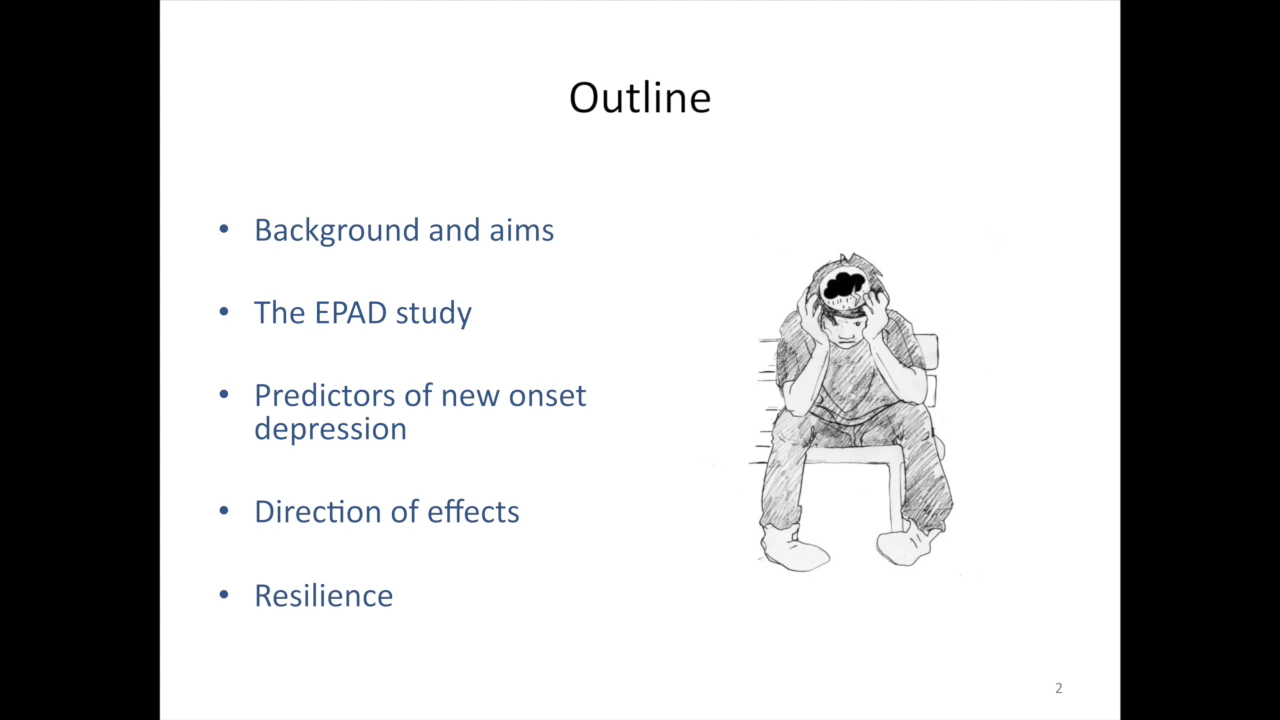 Outline
• Background and aims
• The EPAD study
• Predictors of new onset
depression
• Direction of effects
• Resilience
2